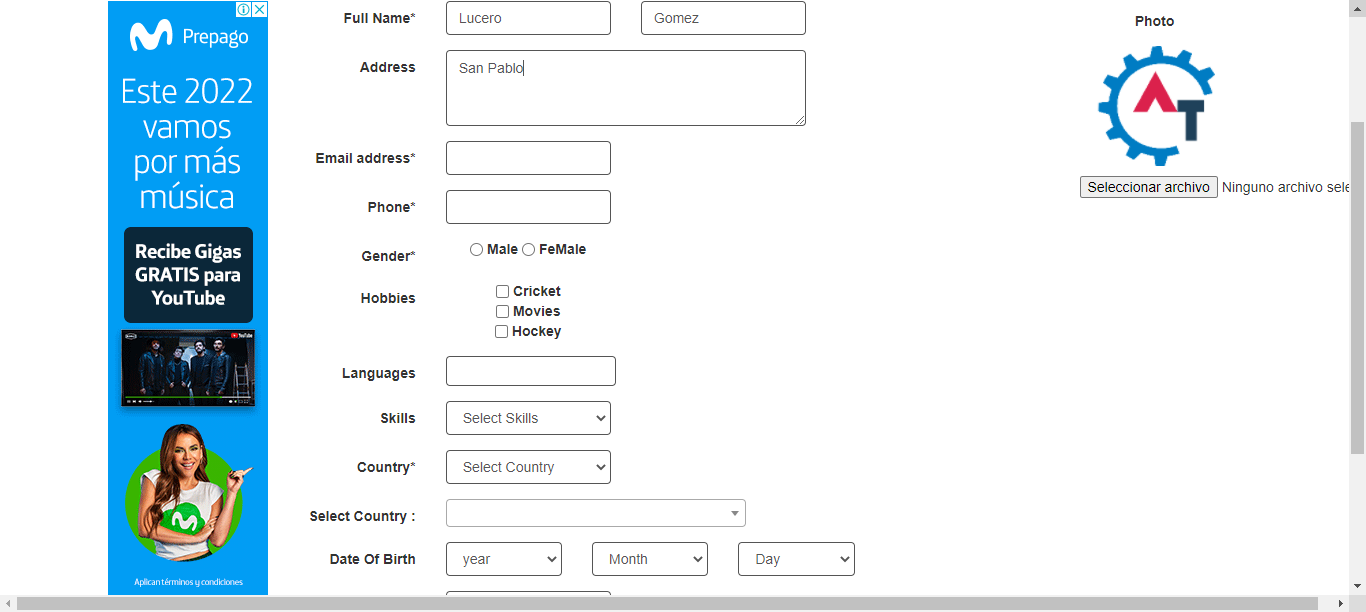 Prepago
Este 2022
vamos
por más
música
Recibe Gigas
GRATIS para
YouTube
YouTube
Aplican términos y condiciones
Full Name* Lucero Gomez
Address San Pablo
Email address*
Phone*
Gender* Male FeMale
Hobbies Cricket
Movies
Hockey
Languages
Skills Select Skills
Country* Select Country
Select Country :
Date Of Birth year Month Day
Photo
AT
Seleccionar archivo Ninguno archivo sele